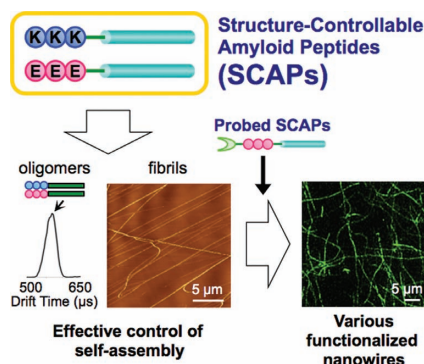 KKK
EEE
Structure-Controllable
Amyloid Peptides
(SCAPs)
Probed SCAPs
oligomers
fibrils
500 650
Drift Time (μs)
5 μm
5 μm
Effective control of
self-assembly
Various
functionalized
nanowires